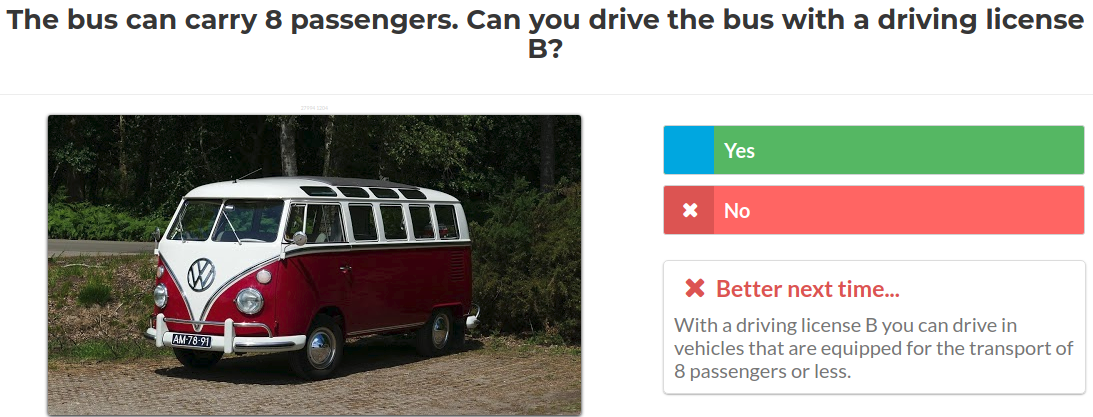 The bus can carry 8 passengers. Can you drive the bus with a driving license
B?
Yes
No
Better next time...
With a driving license B you can drive in
vehicles that are equipped for the transport of
8 passengers or less.
AM-78-91